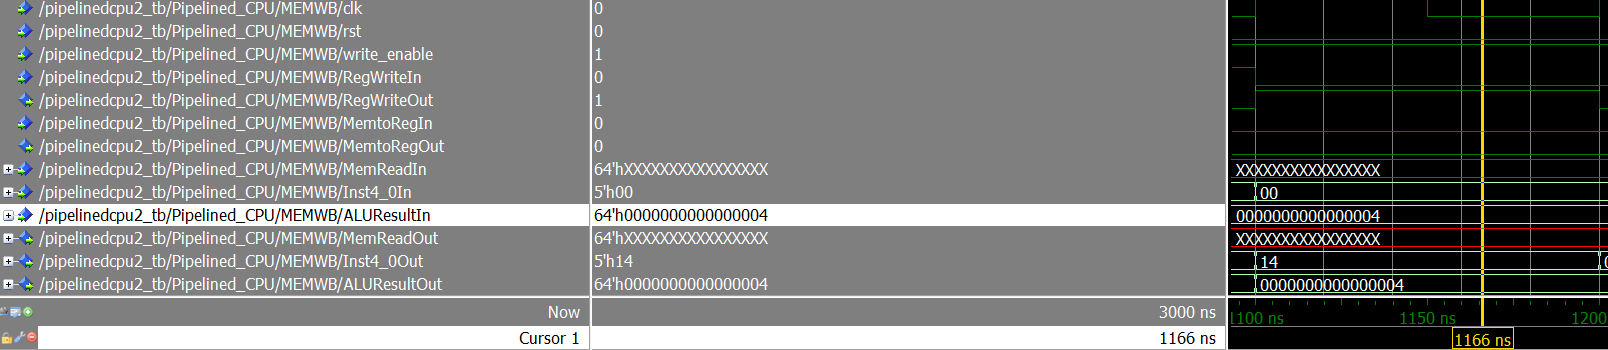 /pipelinedcpu2_tb/Pipelined_CPU/MEMWB/clk 0
/pipelinedcpu2_tb/Pipelined_CPU/MEMWB/rst 0
/pipelinedcpu2_tb/Pipelined_CPU/MEMWB/write_enable 1
/pipelinedcpu2_tb/Pipelined_CPU/MEMWB/RegWriteIn 0
/pipelinedcpu2_tb/Pipelined_CPU/MEMWB/RegWriteOut 1
/pipelinedcpu2_tb/Pipelined_CPU/MEMWB/MemtoRegIn 0
/pipelinedcpu2_tb/Pipelined_CPU/MEMWB/MemtoRegOut 0
/pipelinedcpu2_tb/Pipelined_CPU/MEMWB/MemReadIn 64'hXXXXXXXXXXXXXXXX XXXXXXXXXXXXXXXX
/pipelinedcpu2_tb/Pipelined_CPU/MEMWB/Inst4_0In 5'h00 00
/pipelinedcpu2_tb/Pipelined_CPU/MEMWB/ALUResultIn 64'h0000000000000004 0000000000000004
/pipelinedcpu2_tb/Pipelined_CPU/MEMWB/MemReadOut 64'hXXXXXXXXXXXXXXXX XXXXXXXXXXXXXXXX
/pipelinedcpu2_tb/Pipelined_CPU/MEMWB/Inst4_0Out 5'h14 14
/pipelinedcpu2_tb/Pipelined_CPU/MEMWB/ALUResultOut 64'h0000000000000004 0000000000000004
Now 3000 ns 1100 ns 1150 ns 1200
Cursor 1 1166 ns 1166 ns